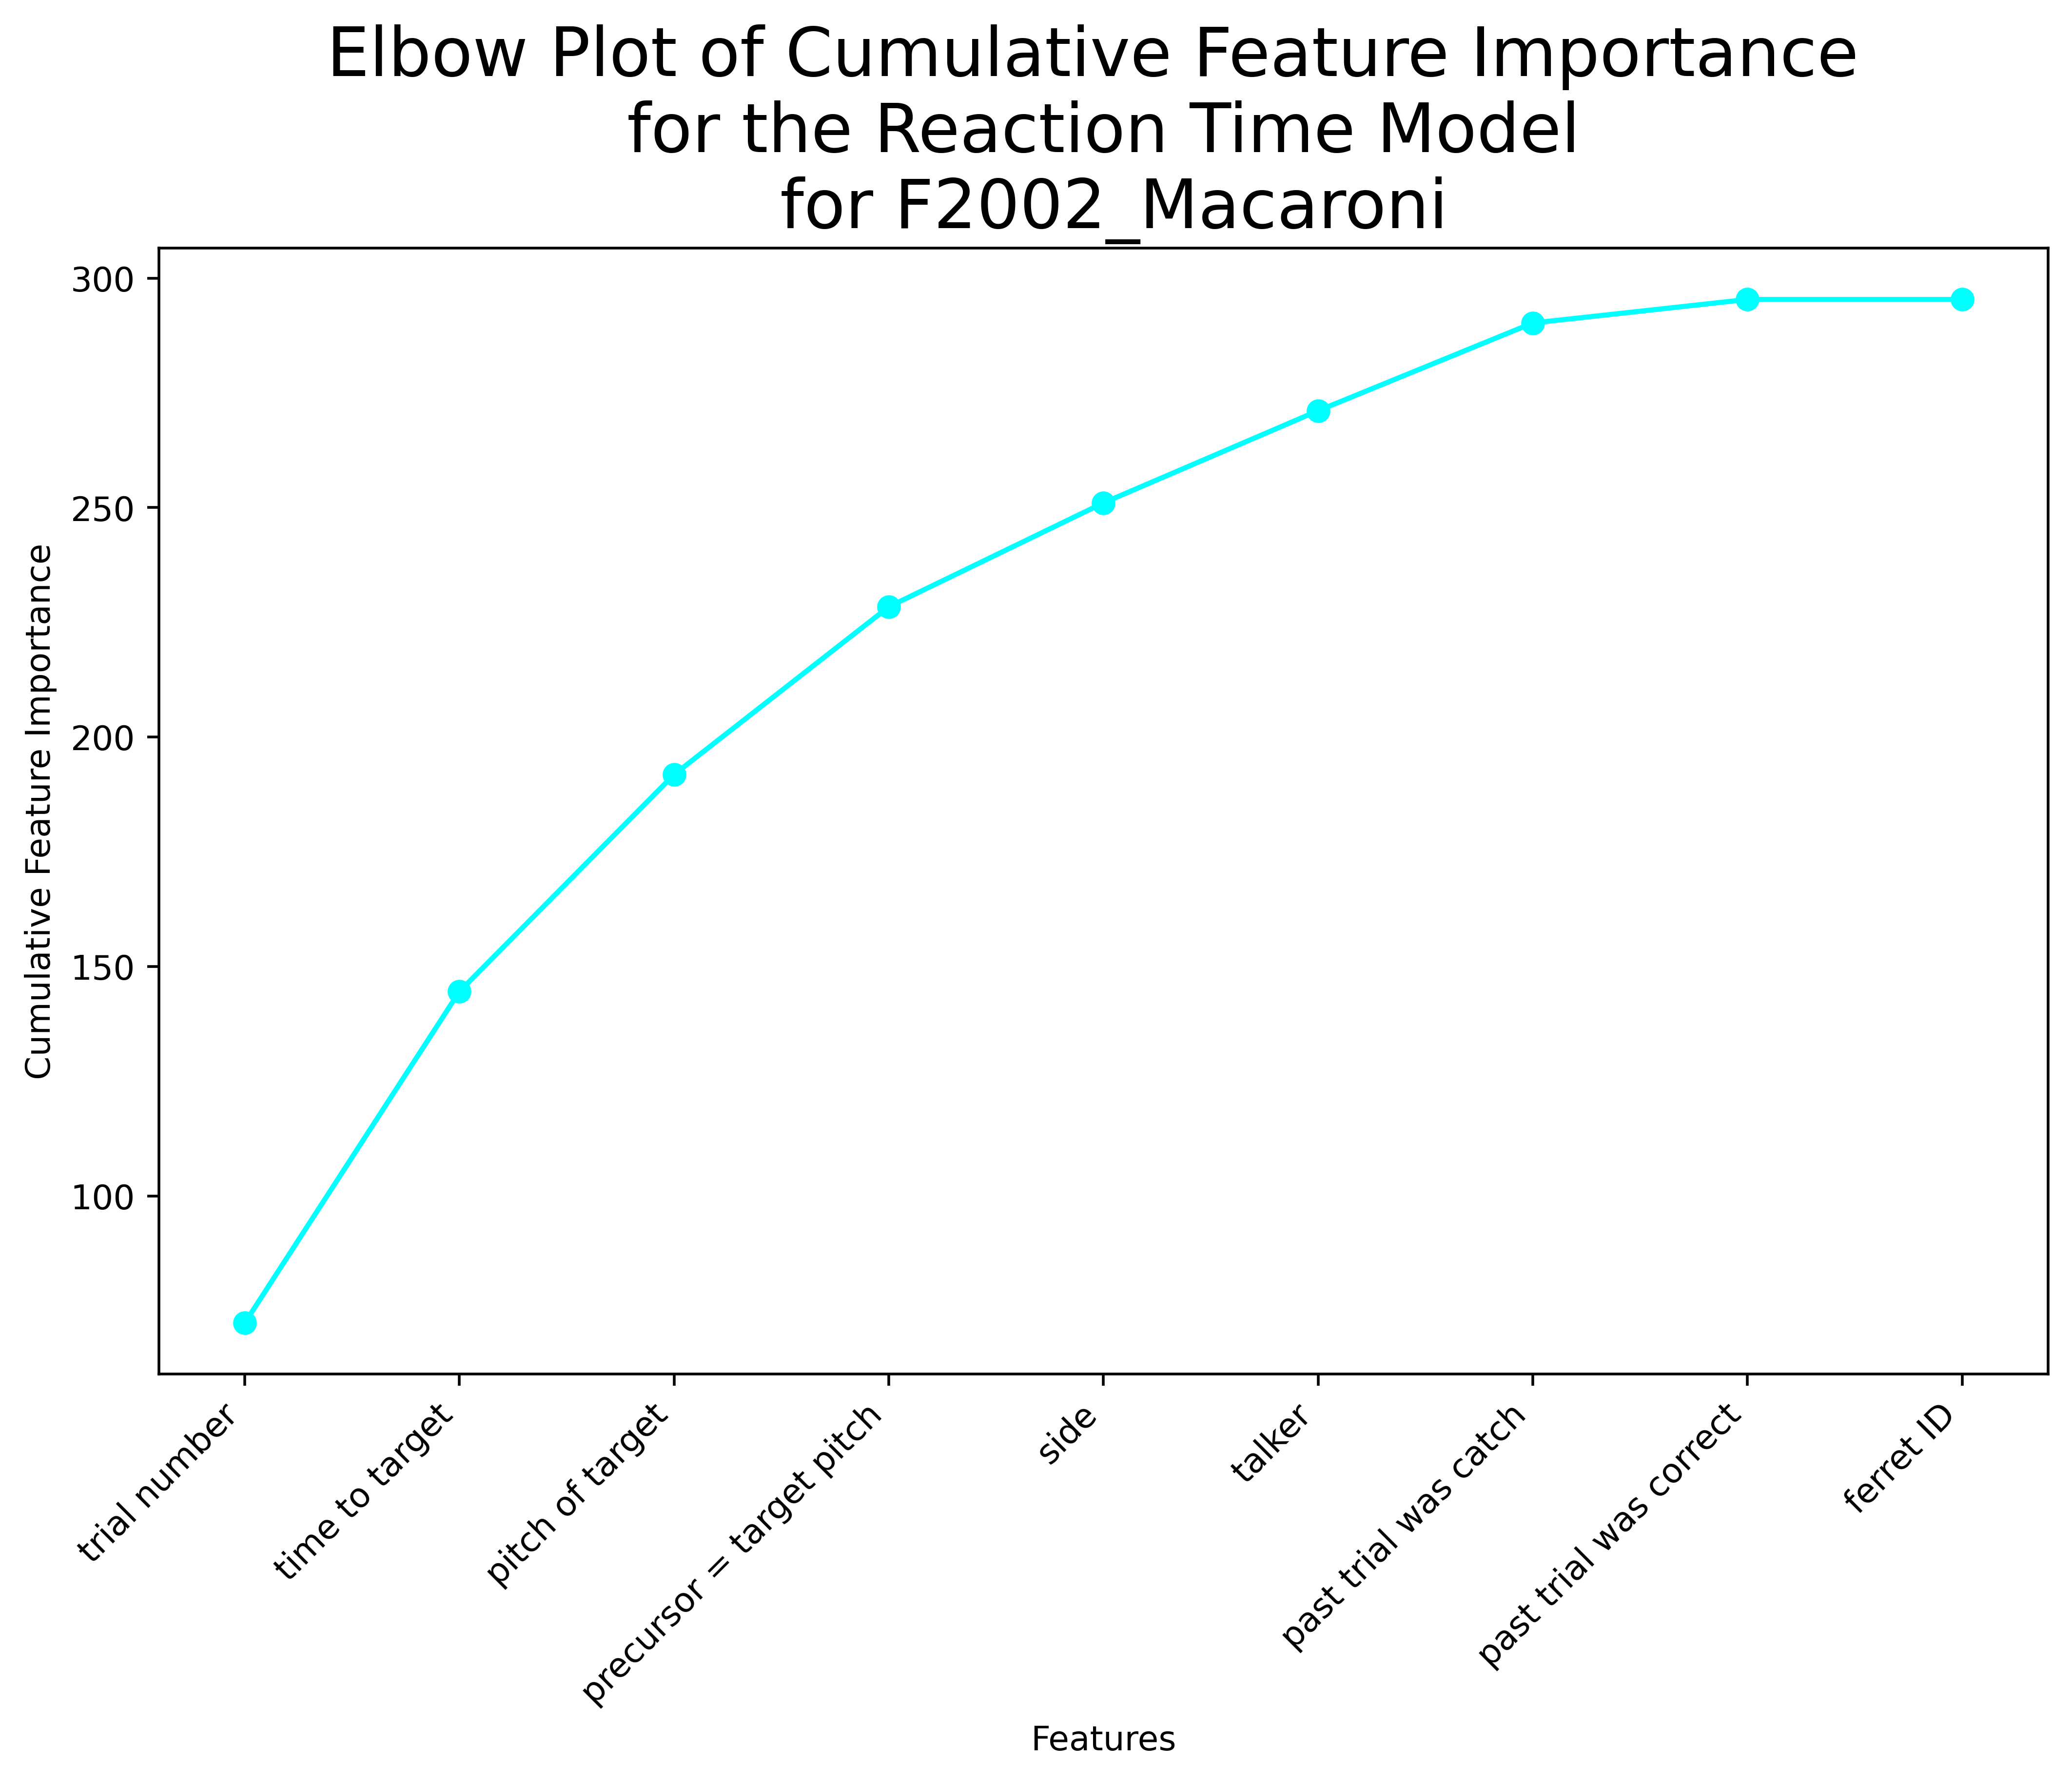 Elbow Plot of Cumulative Feature Importance
for the Reaction Time Model
for F2002_Macaroni
Cumulative Feature Importance
300
250
200
150
100
trial number
time to target
pitch of target
precursor = target pitch
side
talker
past trial was catch
past trial was correct
ferret ID
Features